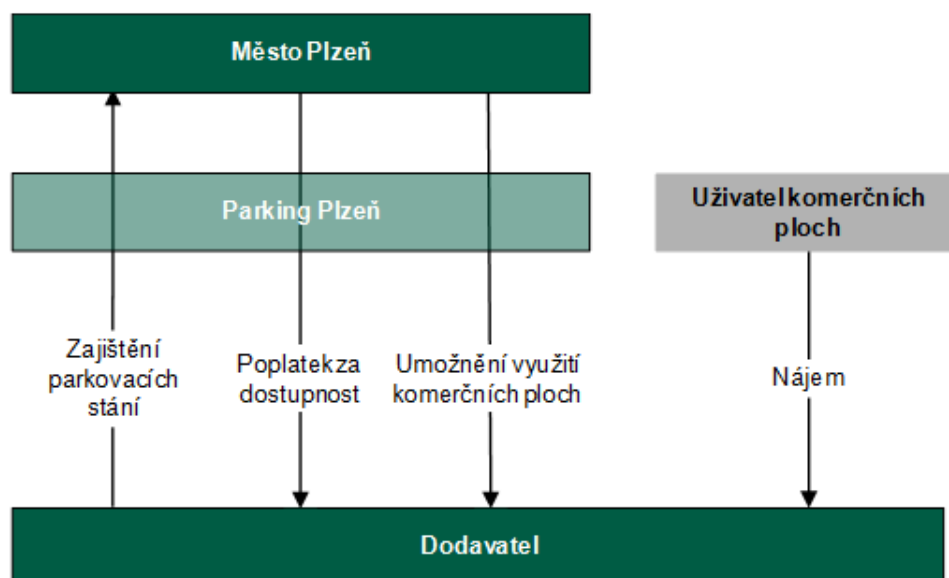 Město Plzeň
Parking Plzeň
Uživatel komerčních
ploch
Zajištění
parkovacích
stání
Poplatek za
dostupnost
Umožnění využití
komerčních ploch
Nájem
Dodavatel